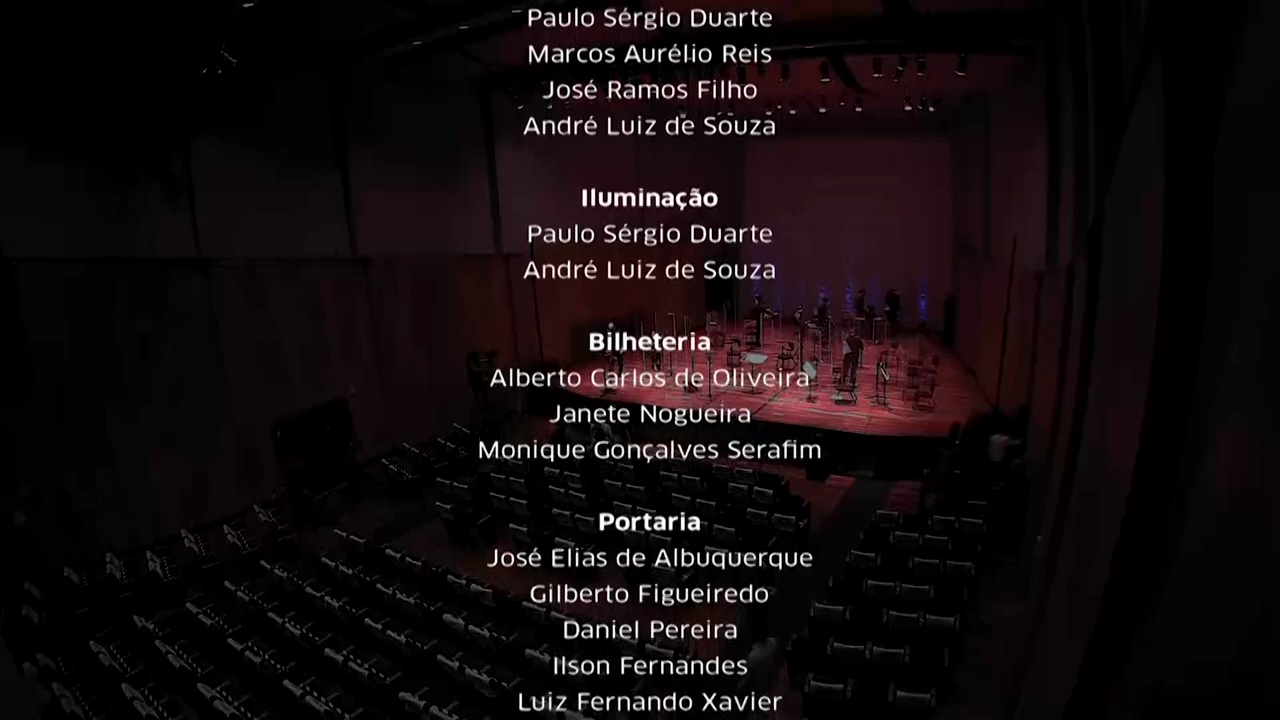 Paulo Sérgio Duarte
Marcos Aurélio Reis
José Ramos Filho
André Luiz de Souza
Iluminação
Paulo Sérgio Duarte
André Luiz de Souza
Bilheteria
Alberto Carlos de Oliveira
Janete Nogueira
Monique Gonçalves Serafim
Portaria
José Elias de Albuquerque
Gilberto Figueiredo
Daniel Pereira
Ilson Fernandes
Luiz Fernando Xavier